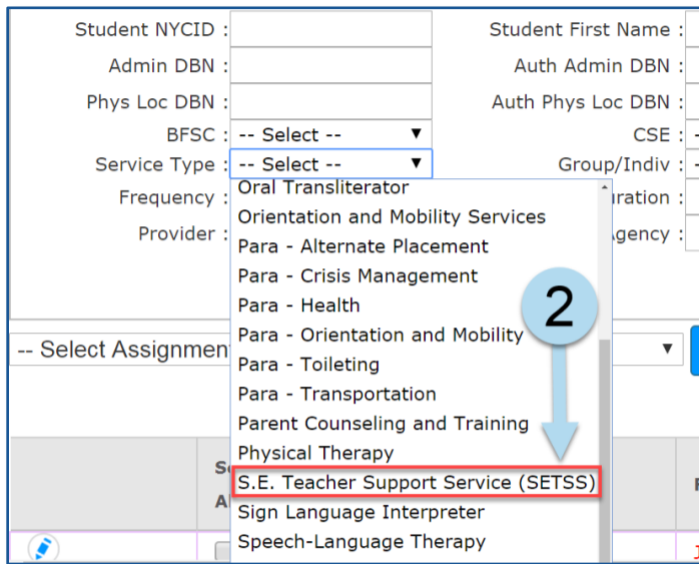 Student NYCID :
Student First Name :
Admin DBN :
Auth Admin DBN :
Phys Loc DBN :
Auth Phys Loc DBN :
BFSC : -- Select --
CSE :
Service Type : -- Select --
Group/Indiv :
Frequency :
Provider :
Oral Transliterator
Orientation and Mobility Services
Para - Alternate Placement
Para - Crisis Management
Para - Health
Para - Orientation and Mobility
Para - Toileting
Para - Transportation
Parent Counseling and Training
Physical Therapy
S.E. Teacher Support Service (SETSS)
Sign Language Interpreter
Speech-Language Therapy
2
-- Select Assignmen